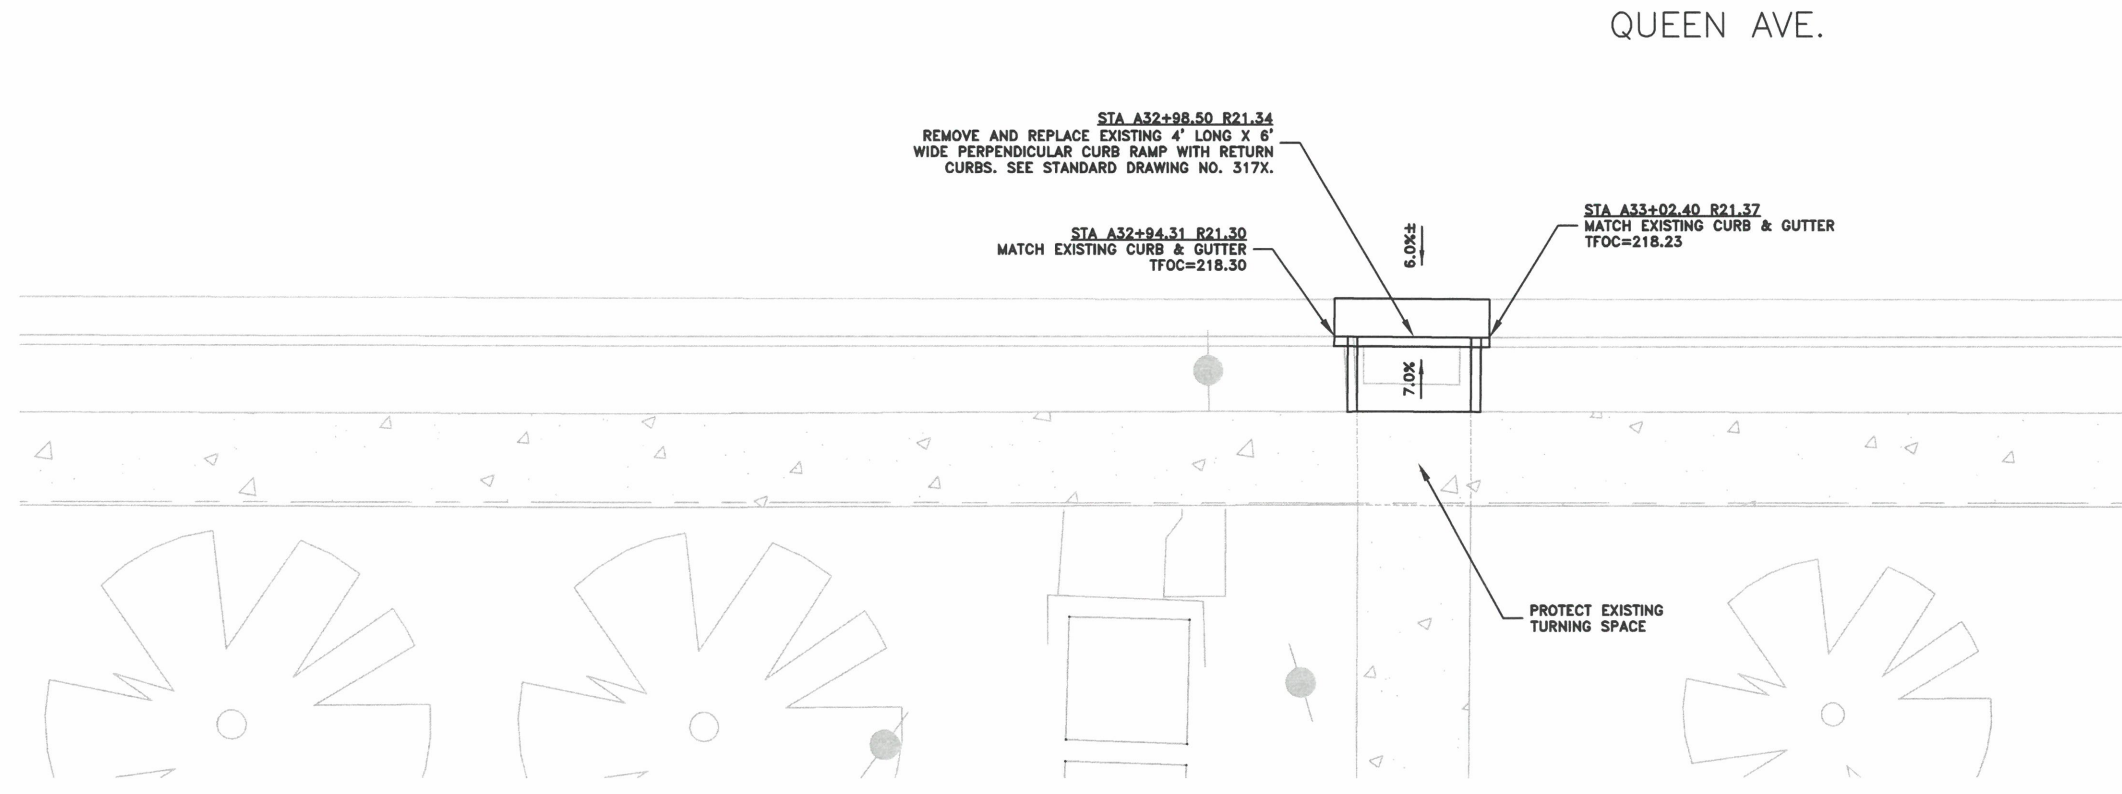 QUEEN AVE.
STA A32+98.50 R21.34
REMOVE AND REPLACE EXISTING 4' LONG X 6'
WIDE PERPENDICULAR CURB RAMP WITH RETURN
CURBS. SEE STANDARD DRAWING NO. 317X.
STA A33+02.40 R21.37
MATCH EXISTING CURB & GUTTER
TFOC=218.23
STA A32+94.31 R21.30
MATCH EXISTING CURB & GUTTER
TFOC=218.30
6.0%±
7.0%
PROTECT EXISTING
TURNING SPACE